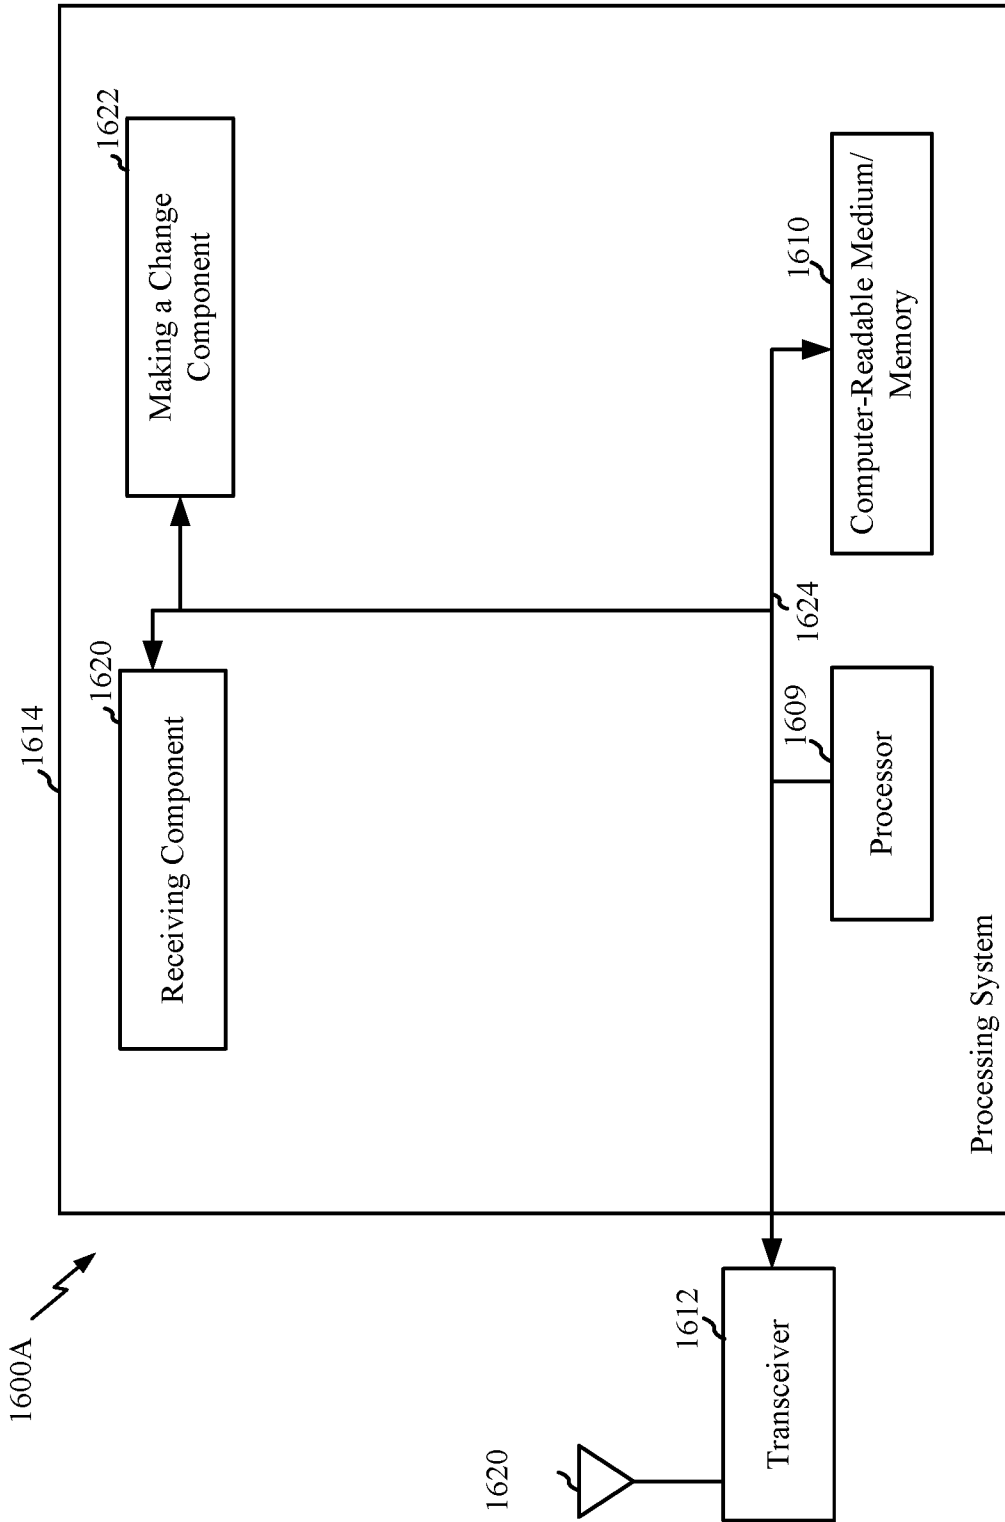 1600A
1614
1620
Receiving Component
1622
Making a Change
Component
1620
1612
Transceiver
1624
1609
Processor
1610
Computer-Readable Medium/
Memory
Processing System